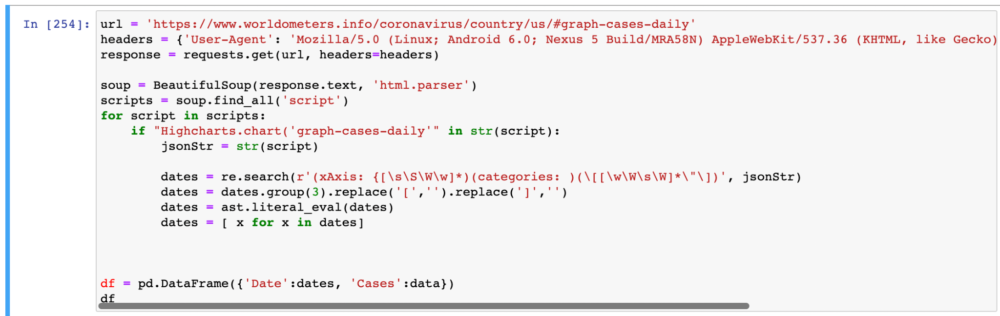 In [254]: url = 'https://www.worldometers.info/coronavirus/country/us/#graph-cases-daily'
headers = {'User-Agent': 'Mozilla/5.0 (Linux; Android 6.0; Nexus 5 Build/MRA58N) AppleWebKit/537.36 (KHTML, like Gecko)
response = requests.get(url, headers=headers)
soup = BeautifulSoup(response.text, 'html.parser')
scripts = soup.find_all('script')
for script in scripts:
    if "Highcharts.chart('graph-cases-daily'" in str(script):
        jsonStr = str(script)
        dates = re.search(r'(xAxis: {[\s\S\W\w]*)(categories: )(\[[\w\W\s\W]*\"\])', jsonStr)
        dates = dates.group(3).replace('[','').replace(']','')
        dates = ast.literal_eval(dates)
        dates = [ x for x in dates]
df = pd.DataFrame({'Date':dates, 'Cases':data})
df